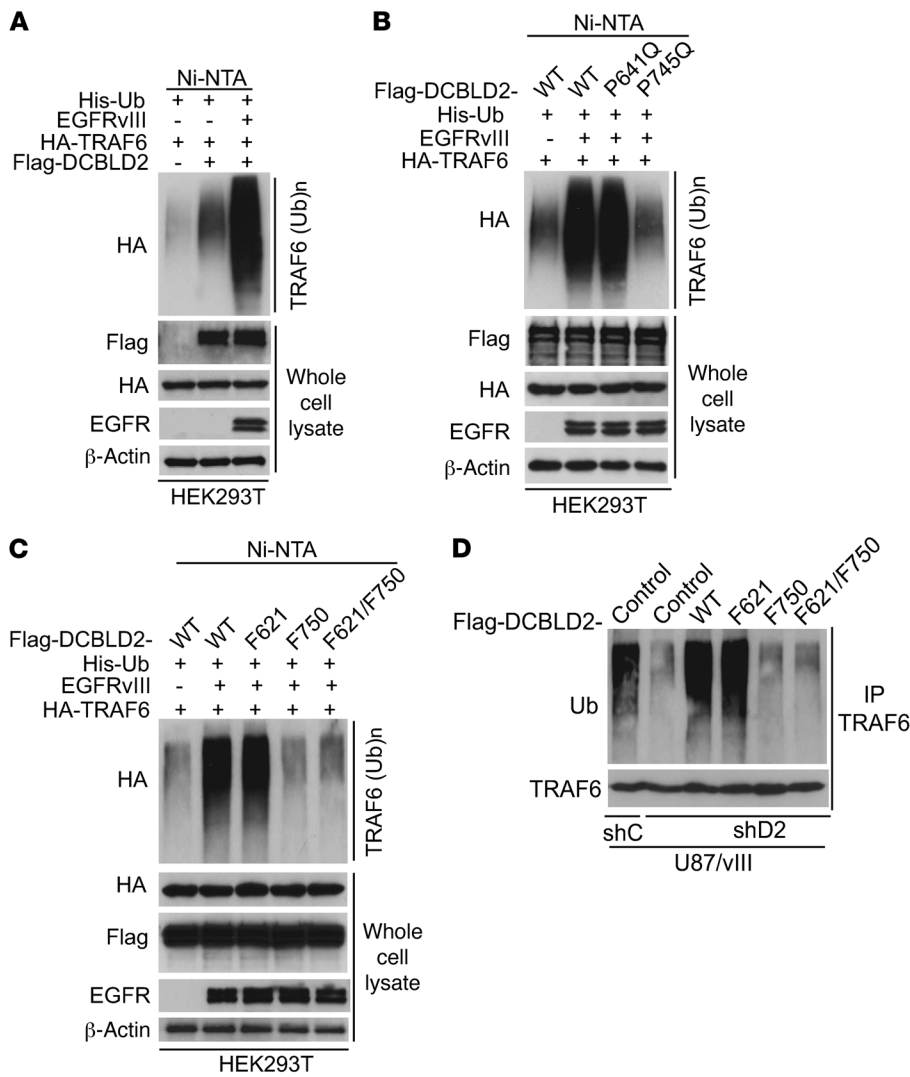 A
Ni-NTA
His-Ub + + +
EGFRvIII - - +
HA-TRAF6 + + +
Flag-DCBLD2 - + +
HA
TRAF6 (Ub)n
Flag
HA
EGFR
β-Actin
Whole
cell
lysate
HEK293T
B
Ni-NTA
Flag-DCBLD2- WT WT P641Q P745Q
His-Ub + + + +
EGFRvIII - + + +
HA-TRAF6 + + + +
HA
TRAF6 (Ub)n
Flag
HA
EGFR
β-Actin
Whole
cell
lysate
HEK293T
C
Ni-NTA
Flag-DCBLD2- WT WT F621 F750 F621/F750
His-Ub + + + + +
EGFRvIII - + + + +
HA-TRAF6 + + + + +
HA
TRAF6 (Ub)n
HA
Flag
EGFR
β-Actin
Whole
cell
lysate
HEK293T
D
Flag-DCBLD2- Control Control WT F621 F750 F621/F750
Ub
TRAF6
IP
TRAF6
shC shD2
U87/vIII